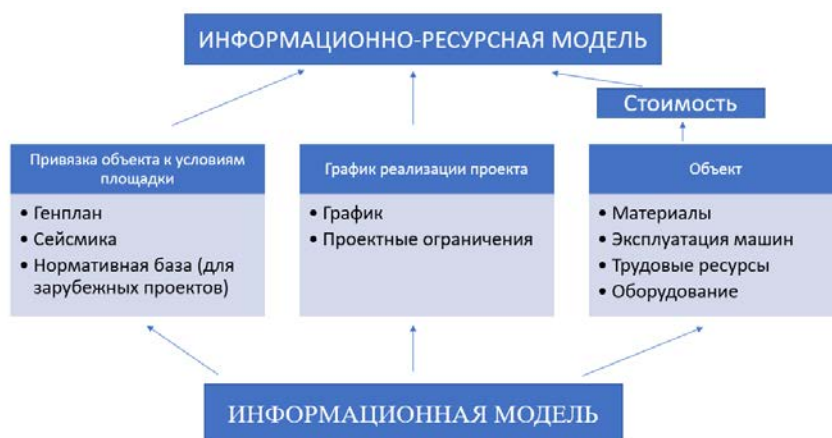 ИНФОРМАЦИОННО-РЕСУРСНАЯ МОДЕЛЬ
Стоимость
Привязка объекта к условиям
площадки
• Генплан
• Сейсмика
• Нормативная база (для
зарубежных проектов)
График реализации проекта
• График
• Проектные ограничения
Объект
• Материалы
• Эксплуатация машин
• Трудовые ресурсы
• Оборудование
ИНФОРМАЦИОННАЯ МОДЕЛЬ